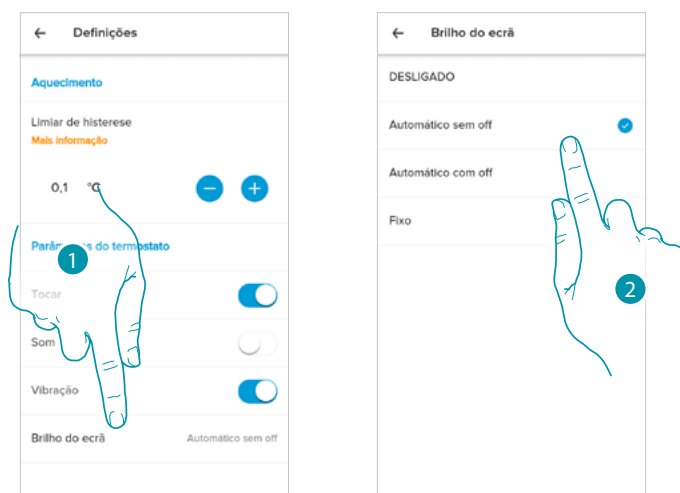 ← Definições
Aquecimento
Limiar de histerese
Mais informação
0,1 °C
Parâmetros do termostato
1
Tocar
Som
Vibração
Brilho do ecrã Automático sem off
← Brilho do ecrã
DESLIGADO
Automático sem off
Automático com off
Fixo
2